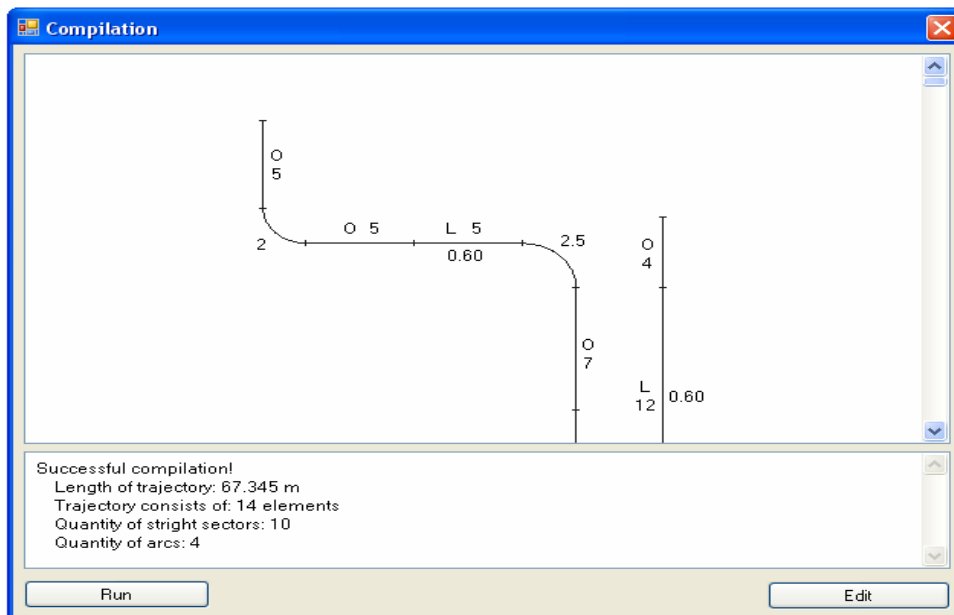 Compilation
O
5
2
O 5
L 5
0.60
2.5
O
4
O
7
L
12
0.60
Successful compilation!
Length of trajectory: 67.345 m
Trajectory consists of: 14 elements
Quantity of stright sectors: 10
Quantity of arcs: 4
Run
Edit